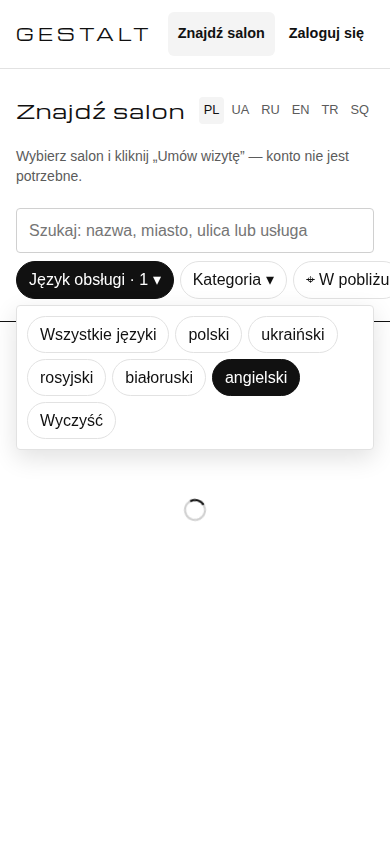 GESTALT Znajdź salon Zaloguj się
Znajdź salon PL UA RU EN TR SQ
Wybierz salon i kliknij „Umów wizytę” — konto nie jest
potrzebne.
Szukaj: nazwa, miasto, ulica lub usługa
Język obsługi · 1 ▾ Kategoria ▾ ⌖ W pobliżu
Wszystkie języki polski ukraiński
rosyjski białoruski angielski
Wyczyść